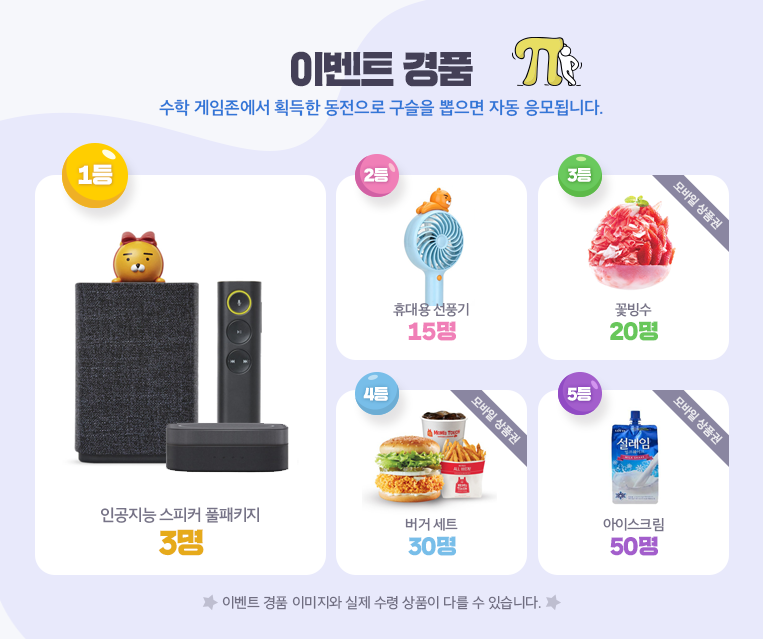 이벤트 경품
수학 게임존에서 획득한 동전으로 구슬을 뽑으면 자동 응모됩니다.
1등
인공지능 스피커 풀패키지
3명
2등
휴대용 선풍기
15명
3등
모바일 상품권
꽃빙수
20명
4등
모바일 상품권
MOM'S TOUCH
버거 세트
30명
5등
모바일 상품권
설레임
아이스크림
50명
이벤트 경품 이미지와 실제 수령 상품이 다를 수 있습니다.